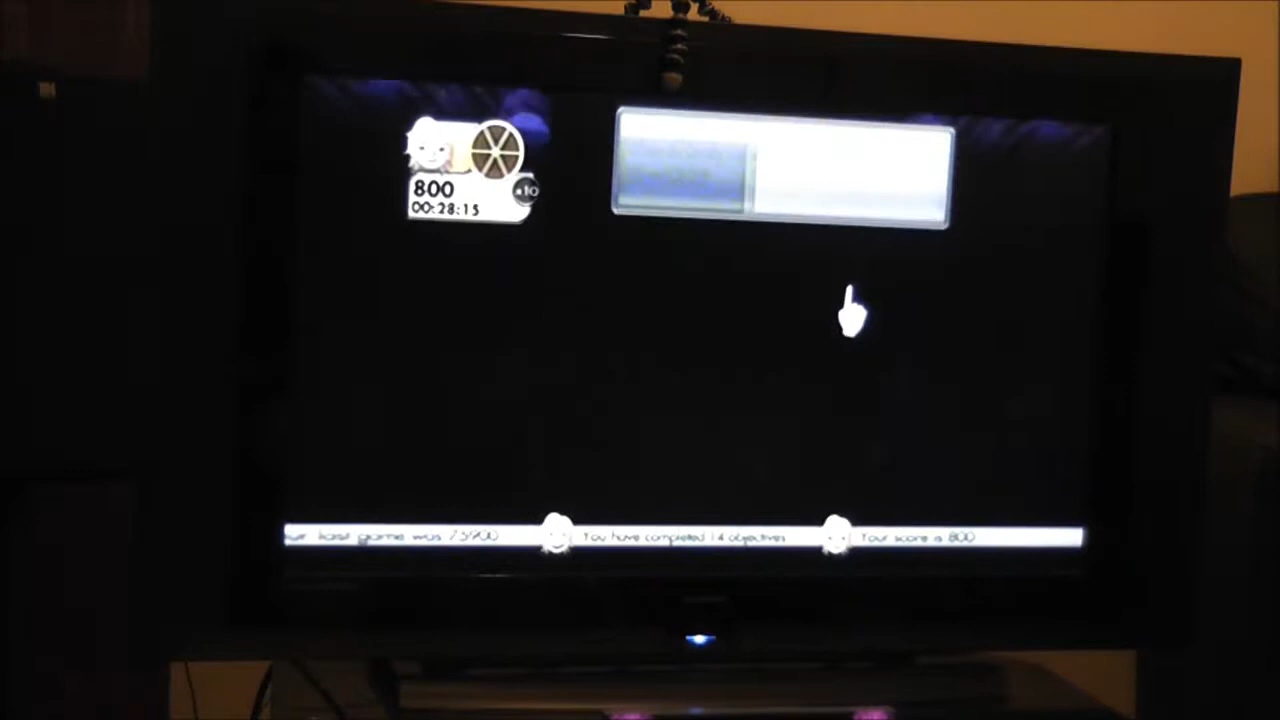 800
x10
00:28:15
last game was 75900
You have completed 14 objectives
Your score is 800